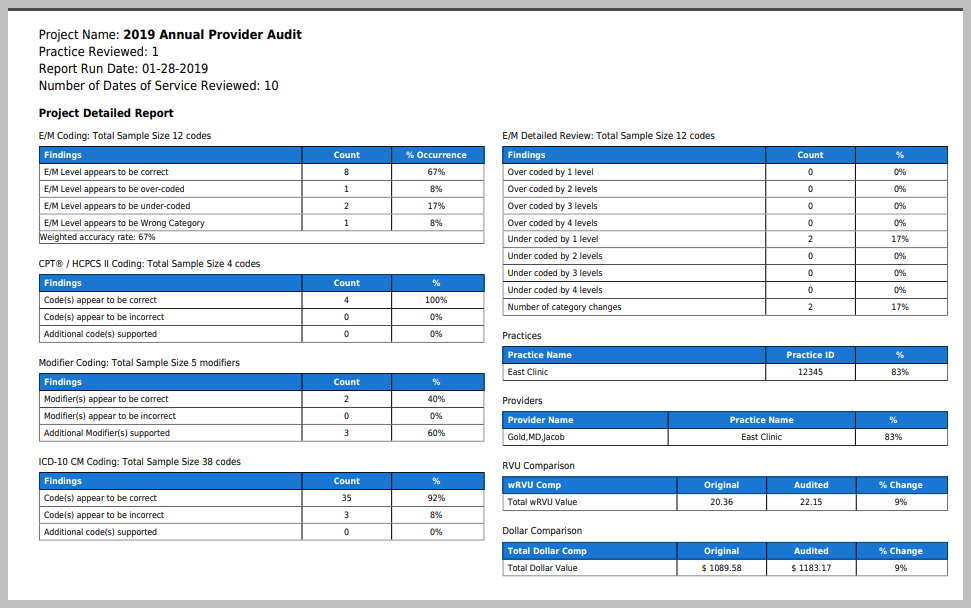 Project Name: 2019 Annual Provider Audit
Practice Reviewed: 1
Report Run Date: 01-28-2019
Number of Dates of Service Reviewed: 10
Project Detailed Report
E/M Coding: Total Sample Size 12 codes
Findings Count % Occurrence
E/M Level appears to be correct 8 67%
E/M Level appears to be over-coded 1 8%
E/M Level appears to be under-coded 2 17%
E/M Level appears to be Wrong Category 1 8%
Weighted accuracy rate: 67%
CPT® / HCPCS II Coding: Total Sample Size 4 codes
Findings Count %
Code(s) appear to be correct 4 100%
Code(s) appear to be incorrect 0 0%
Additional code(s) supported 0 0%
Modifier Coding: Total Sample Size 5 modifiers
Findings Count %
Modifier(s) appear to be correct 2 40%
Modifier(s) appear to be incorrect 0 0%
Additional Modifier(s) supported 3 60%
ICD-10 CM Coding: Total Sample Size 38 codes
Findings Count %
Code(s) appear to be correct 35 92%
Code(s) appear to be incorrect 3 8%
Additional code(s) supported 0 0%
E/M Detailed Review: Total Sample Size 12 codes
Findings Count %
Over coded by 1 level 0 0%
Over coded by 2 levels 0 0%
Over coded by 3 levels 0 0%
Over coded by 4 levels 0 0%
Under coded by 1 level 2 17%
Under coded by 2 levels 0 0%
Under coded by 3 levels 0 0%
Under coded by 4 levels 0 0%
Number of category changes 2 17%
Practices
Practice Name Practice ID %
East Clinic 12345 83%
Providers
Provider Name Practice Name %
Gold,MD,Jacob East Clinic 83%
RVU Comparison
wRVU Comp Original Audited % Change
Total wRVU Value 20.36 22.15 9%
Dollar Comparison
Total Dollar Comp Original Audited % Change
Total Dollar Value $ 1089.58 $ 1183.17 9%